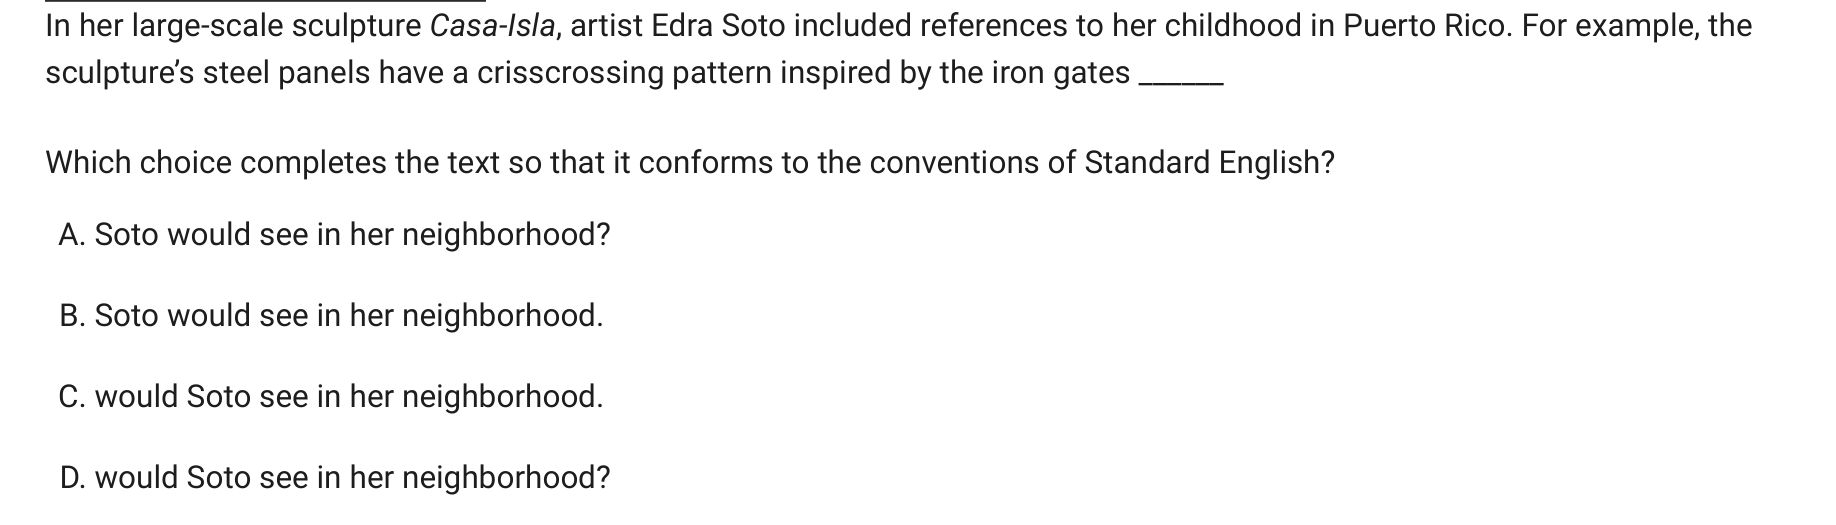 In her large-scale sculpture Casa-Isla, artist Edra Soto included references to her childhood in Puerto Rico. For example, the
sculpture's steel panels have a crisscrossing pattern inspired by the iron gates ______
Which choice completes the text so that it conforms to the conventions of Standard English?
A. Soto would see in her neighborhood?
B. Soto would see in her neighborhood.
C. would Soto see in her neighborhood.
D. would Soto see in her neighborhood?